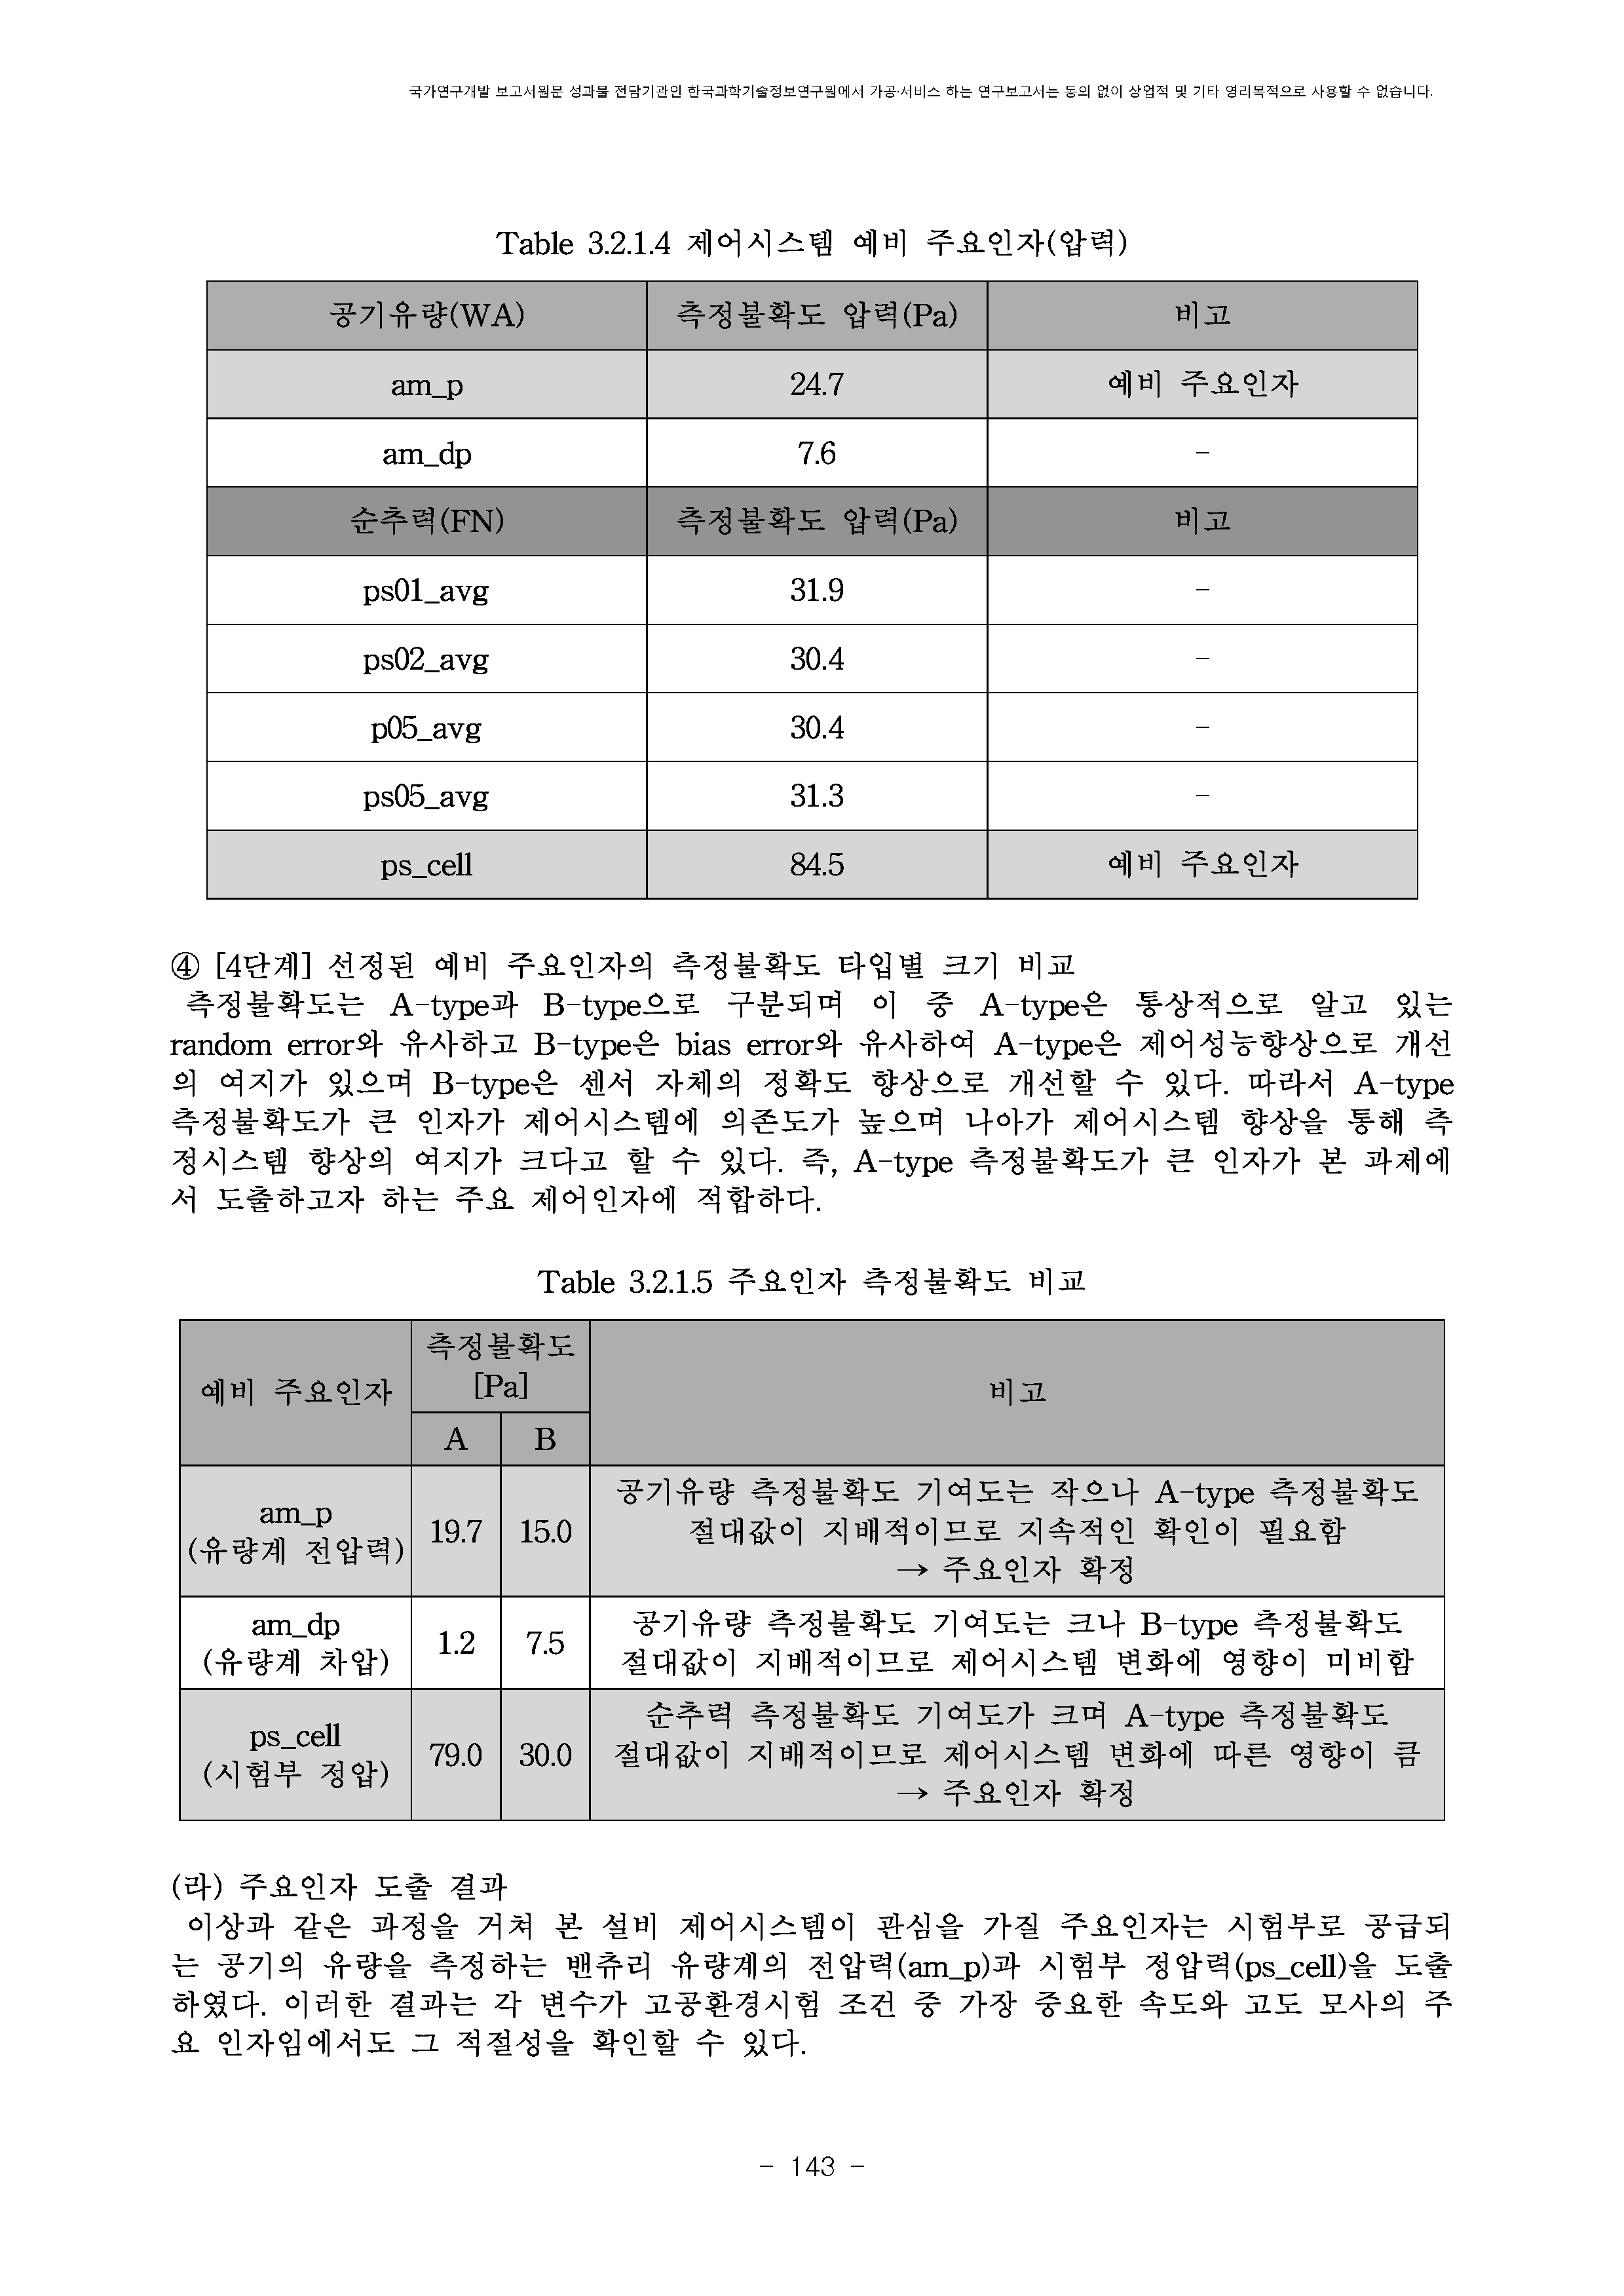 국가연구개발 보고서원문 성과물 전담기관인 한국과학기술정보연구원에서 가공·서비스 하는 연구보고서는 동의 없이 상업적 및 기타 영리목적으로 사용할 수 없습니다.
Table 3.2.1.4 제어시스템 예비 주요인자(압력)
공기유량(WA) 측정불확도 압력(Pa) 비고
am_p 24.7 예비 주요인자
am_dp 7.6 -
순추력(FN) 측정불확도 압력(Pa) 비고
ps01_avg 31.9 -
ps02_avg 30.4 -
p05_avg 30.4 -
ps05_avg 31.3 -
ps_cell 84.5 예비 주요인자
④ [4단계] 선정된 예비 주요인자의 측정불확도 타입별 크기 비교
측정불확도는 A-type과 B-type으로 구분되며 이 중 A-type은 통상적으로 알고 있는
random error와 유사하고 B-type은 bias error와 유사하여 A-type은 제어성능향상으로 개선
의 여지가 있으며 B-type은 센서 자체의 정확도 향상으로 개선할 수 있다. 따라서 A-type
측정불확도가 큰 인자가 제어시스템에 의존도가 높으며 나아가 제어시스템 향상을 통해 측
정시스템 향상의 여지가 크다고 할 수 있다. 즉, A-type 측정불확도가 큰 인자가 본 과제에
서 도출하고자 하는 주요 제어인자에 적합하다.
Table 3.2.1.5 주요인자 측정불확도 비교
예비 주요인자 측정불확도 비고
[Pa]
A B
am_p 19.7 15.0 공기유량 측정불확도 기여도는 작으나 A-type 측정불확도
(유량계 전압력) 절대값이 지배적이므로 지속적인 확인이 필요함
→ 주요인자 확정
am_dp 1.2 7.5 공기유량 측정불확도 기여도는 크나 B-type 측정불확도
(유량계 차압) 절대값이 지배적이므로 제어시스템 변화에 영향이 미비함
ps_cell 79.0 30.0 순추력 측정불확도 기여도가 크며 A-type 측정불확도
(시험부 정압) 절대값이 지배적이므로 제어시스템 변화에 따른 영향이 큼
→ 주요인자 확정
(라) 주요인자 도출 결과
이상과 같은 과정을 거쳐 본 설비 제어시스템이 관심을 가질 주요인자는 시험부로 공급되
는 공기의 유량을 측정하는 밴츄리 유량계의 전압력(am_p)과 시험부 정압력(ps_cell)을 도출
하였다. 이러한 결과는 각 변수가 고공환경시험 조건 중 가장 중요한 속도와 고도 모사의 주
요 인자임에서도 그 적절성을 확인할 수 있다.
- 143 -